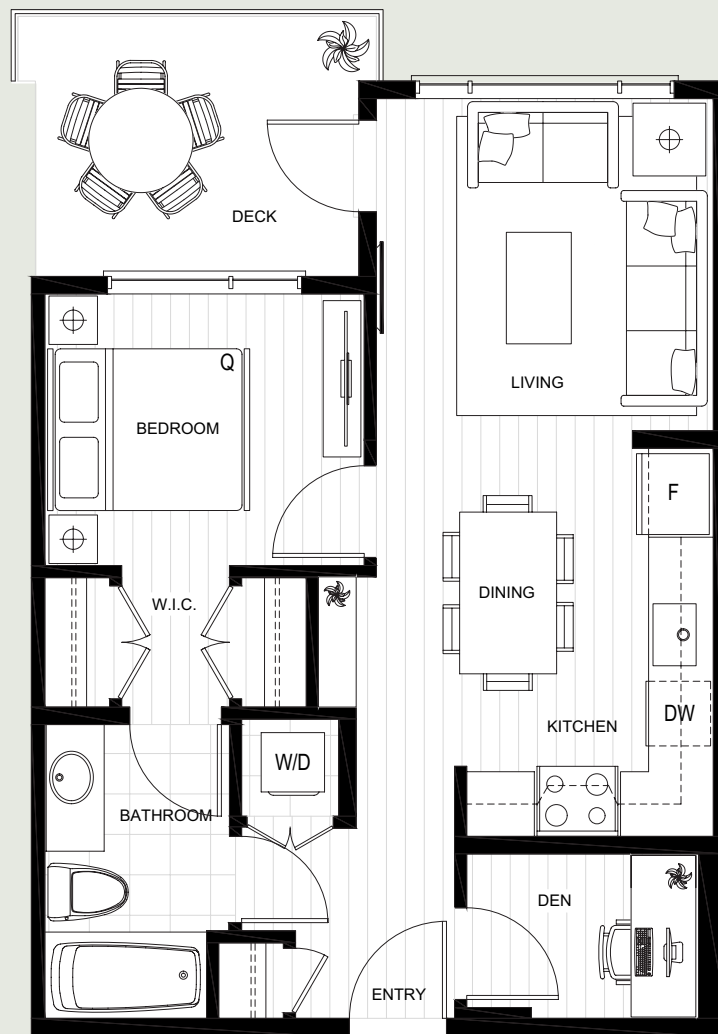 DECK
Q
LIVING
BEDROOM
F
DINING
W.I.C.
DW
KITCHEN
W/D
BATHROOM
DEN
ENTRY